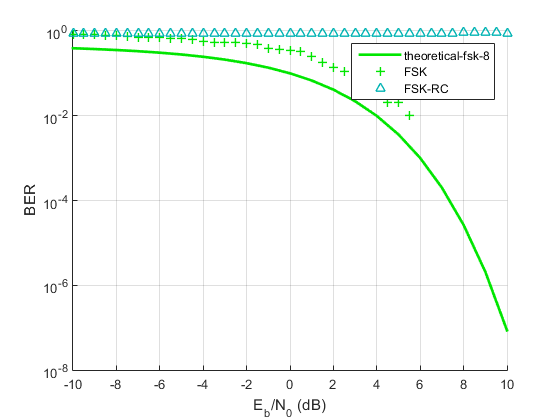 10^0
theoretical-fsk-8
FSK
FSK-RC
10^-2
BER
10^-4
10^-6
10^-8
-10 -8 -6 -4 -2 0 2 4 6 8 10
E_b/N_0 (dB)